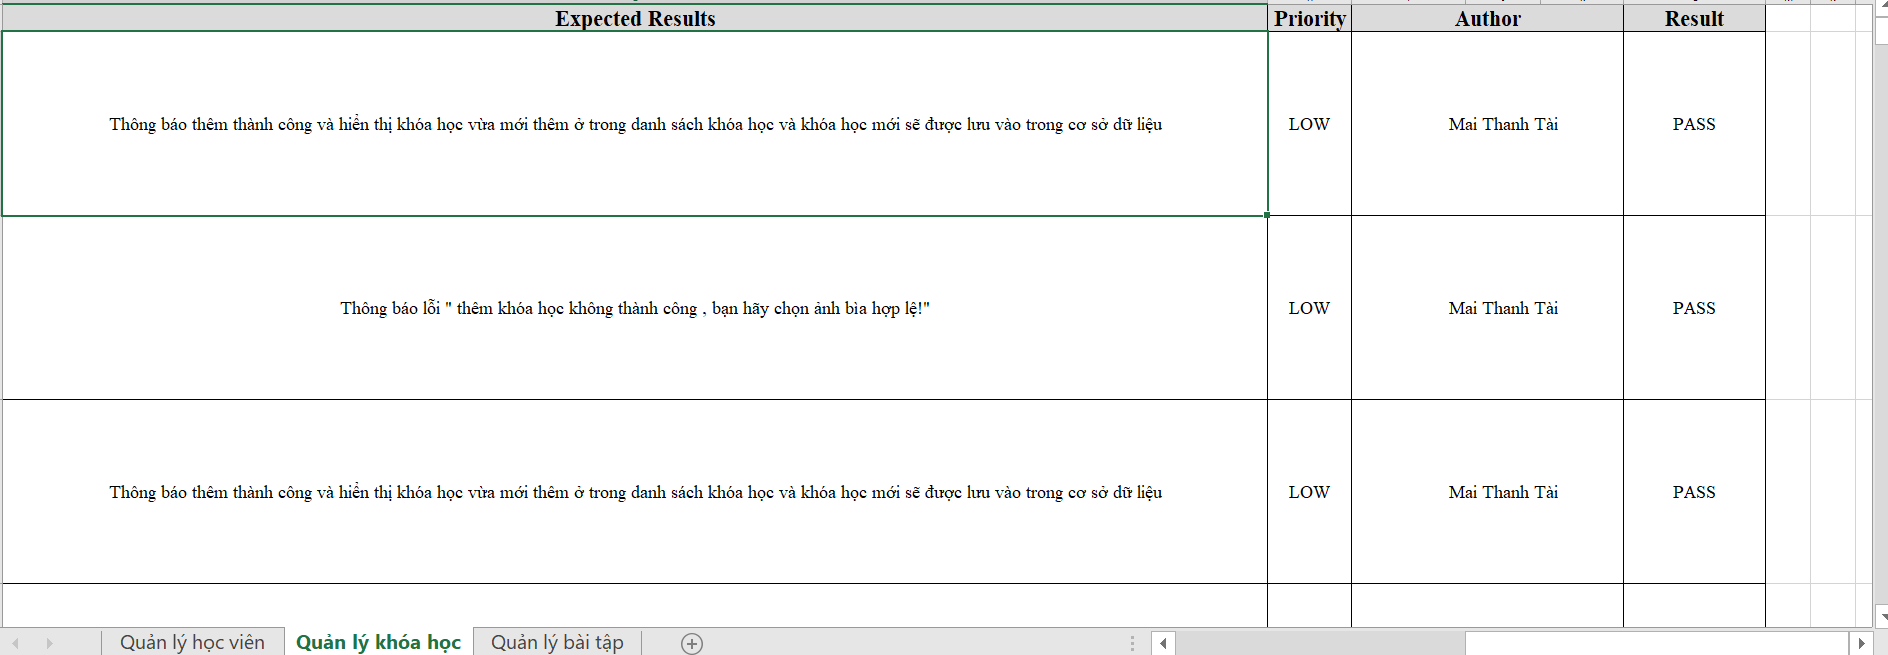 Expected Results Priority Author Result
Thông báo thêm thành công và hiển thị khóa học vừa mới thêm ở trong danh sách khóa học và khóa học mới sẽ được lưu vào trong cơ sở dữ liệu LOW Mai Thanh Tài PASS
Thông báo lỗi " thêm khóa học không thành công , bạn hãy chọn ảnh bìa hợp lệ!" LOW Mai Thanh Tài PASS
Thông báo thêm thành công và hiển thị khóa học vừa mới thêm ở trong danh sách khóa học và khóa học mới sẽ được lưu vào trong cơ sở dữ liệu LOW Mai Thanh Tài PASS
Quản lý học viên Quản lý khóa học Quản lý bài tập